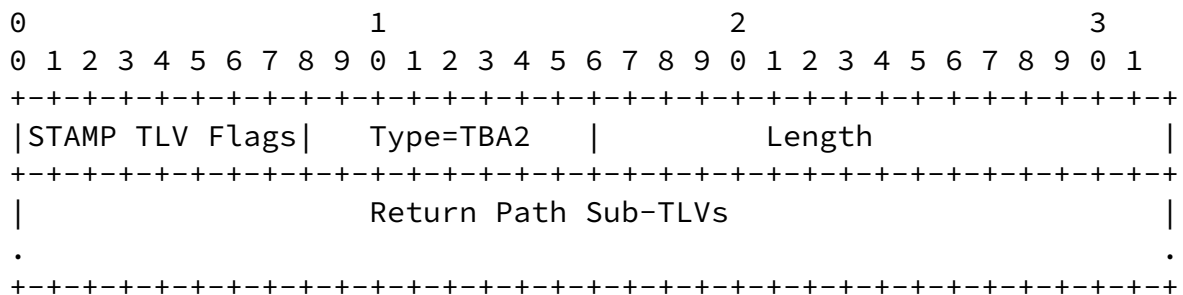 0                   1                   2                   3
0 1 2 3 4 5 6 7 8 9 0 1 2 3 4 5 6 7 8 9 0 1 2 3 4 5 6 7 8 9 0 1
+-+-+-+-+-+-+-+-+-+-+-+-+-+-+-+-+-+-+-+-+-+-+-+-+-+-+-+-+-+-+-+-+
|STAMP TLV Flags|   Type=TBA2   |         Length                |
+-+-+-+-+-+-+-+-+-+-+-+-+-+-+-+-+-+-+-+-+-+-+-+-+-+-+-+-+-+-+-+-+
|                   Return Path Sub-TLVs                        |
.                                                               .
+-+-+-+-+-+-+-+-+-+-+-+-+-+-+-+-+-+-+-+-+-+-+-+-+-+-+-+-+-+-+-+-+